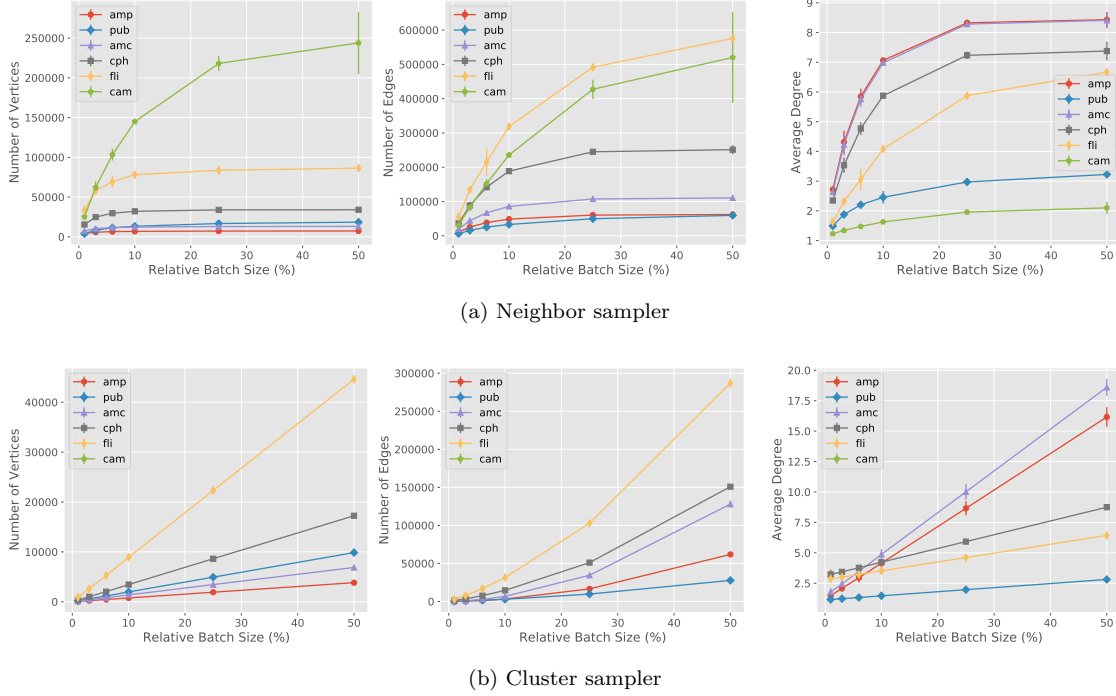 250000
200000
150000
100000
50000
0
Number of Vertices
amp
pub
amc
cph
fli
cam
0 10 20 30 40 50
Relative Batch Size (%)
600000
500000
400000
300000
200000
100000
0
Number of Edges
amp
pub
amc
cph
fli
cam
0 10 20 30 40 50
Relative Batch Size (%)
9
8
7
6
5
4
3
2
1
Average Degree
amp
pub
amc
cph
fli
cam
0 10 20 30 40 50
Relative Batch Size (%)
(a) Neighbor sampler
40000
30000
20000
10000
0
Number of Vertices
amp
pub
amc
cph
fli
cam
0 10 20 30 40 50
Relative Batch Size (%)
300000
250000
200000
150000
100000
50000
0
Number of Edges
amp
pub
amc
cph
fli
cam
0 10 20 30 40 50
Relative Batch Size (%)
20.0
17.5
15.0
12.5
10.0
7.5
5.0
2.5
Average Degree
amp
pub
amc
cph
fli
cam
0 10 20 30 40 50
Relative Batch Size (%)
(b) Cluster sampler